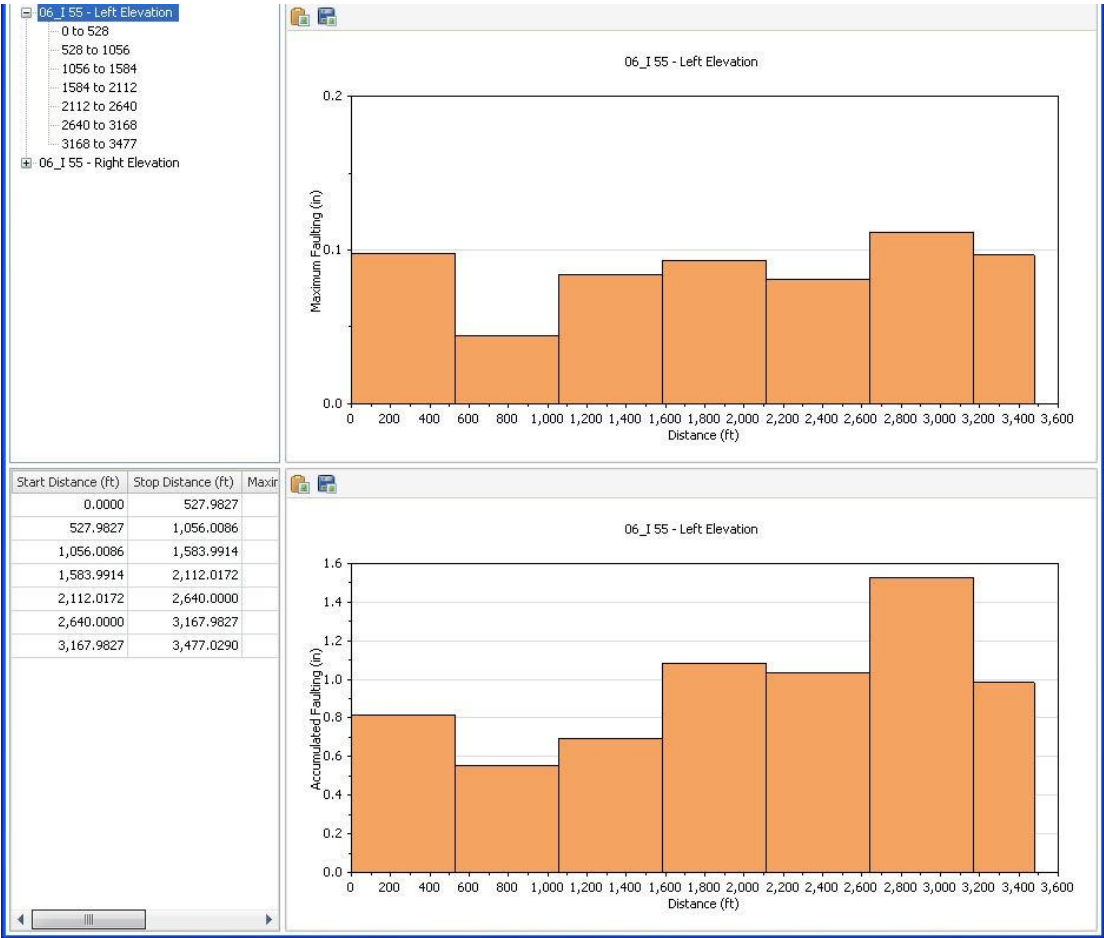 06_I 55 - Left Elevation
0 to 528
528 to 1056
1056 to 1584
1584 to 2112
2112 to 2640
2640 to 3168
3168 to 3477
06_I 55 - Right Elevation
06_I 55 - Left Elevation
Maximum Faulting (in)
0.2
0.1
0.0
0 200 400 600 800 1,000 1,200 1,400 1,600 1,800 2,000 2,200 2,400 2,600 2,800 3,000 3,200 3,400 3,600
Distance (ft)
Start Distance (ft) Stop Distance (ft) Maxir
0.0000 527.9827
527.9827 1,056.0086
1,056.0086 1,583.9914
1,583.9914 2,112.0172
2,112.0172 2,640.0000
2,640.0000 3,167.9827
3,167.9827 3,477.0290
06_I 55 - Left Elevation
Accumulated Faulting (in)
1.6
1.4
1.2
1.0
0.8
0.6
0.4
0.2
0.0
0 200 400 600 800 1,000 1,200 1,400 1,600 1,800 2,000 2,200 2,400 2,600 2,800 3,000 3,200 3,400 3,600
Distance (ft)